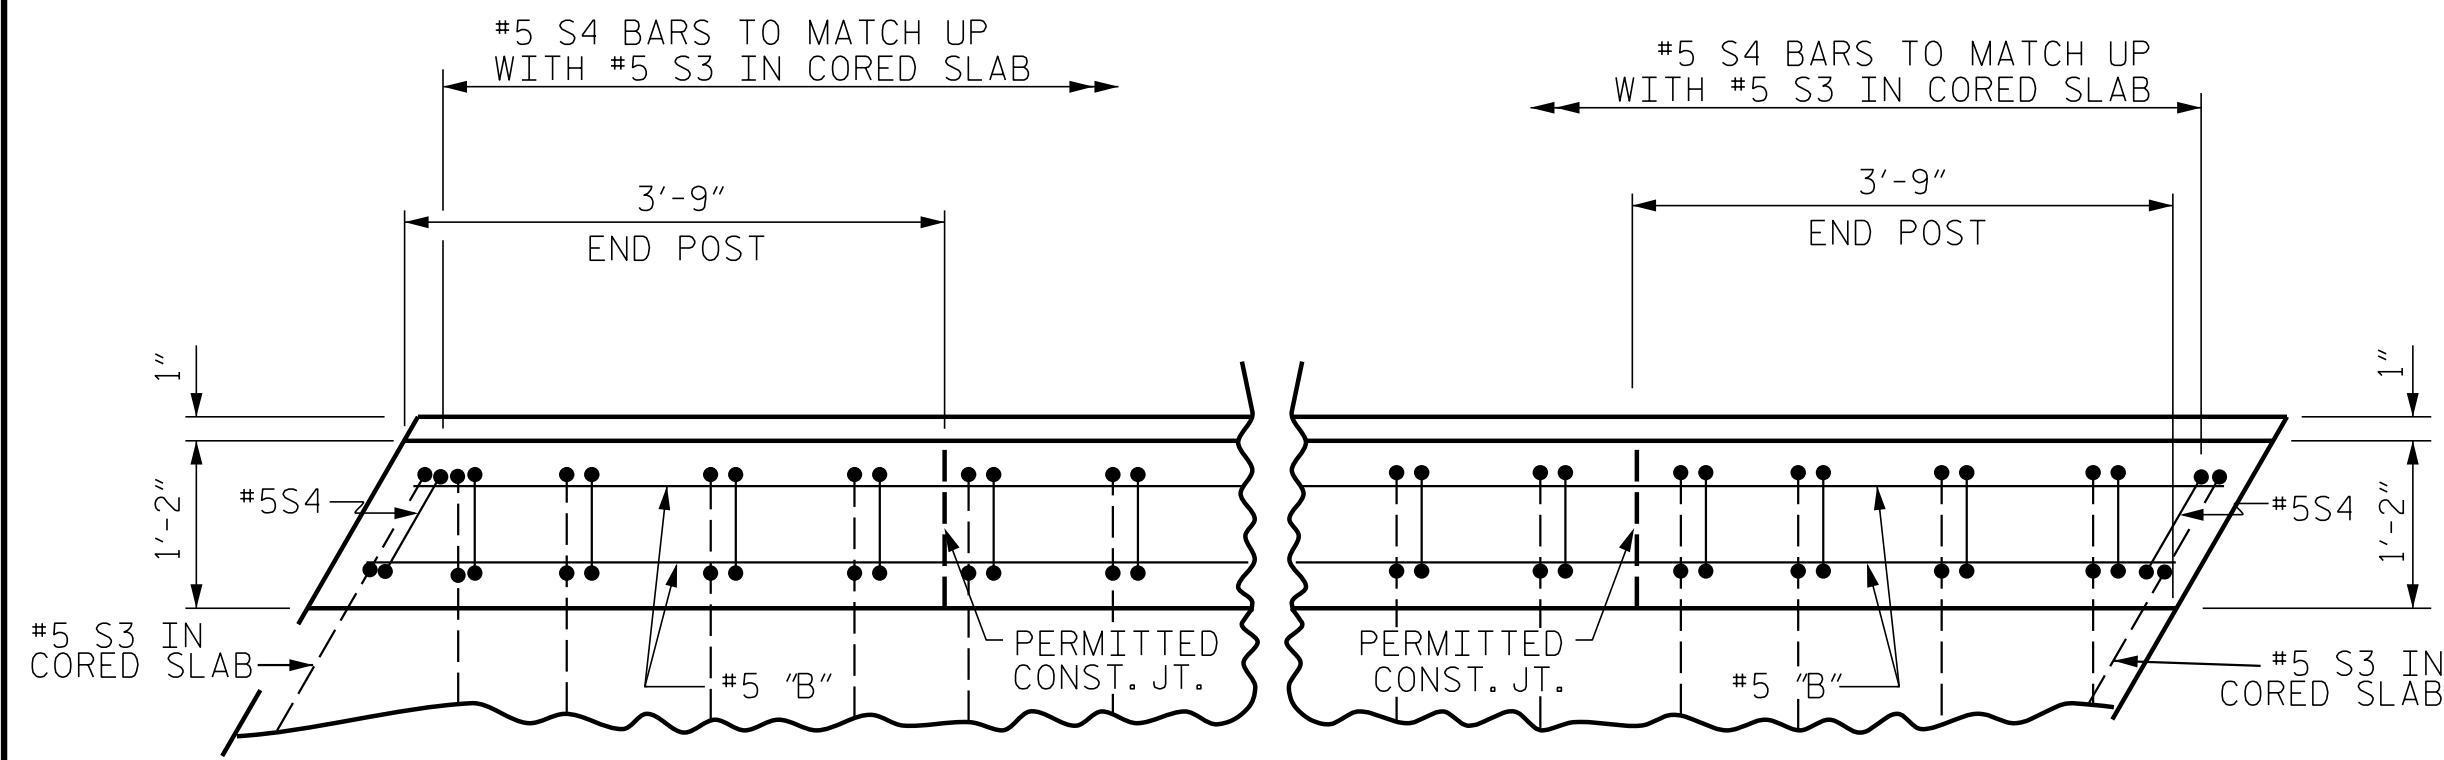 #5 S4 BARS TO MATCH UP
WITH #5 S3 IN CORED SLAB
#5 S4 BARS TO MATCH UP
WITH #5 S3 IN CORED SLAB
3'-9"
END POST
3'-9"
END POST
1"
1"
1'-2"
#5S4
#5S4
1'-2"
#5 S3 IN
CORED SLAB
PERMITTED
CONST. JT.
#5 "B"
PERMITTED
CONST. JT.
#5 "B"
#5 S3 IN
CORED SLAB